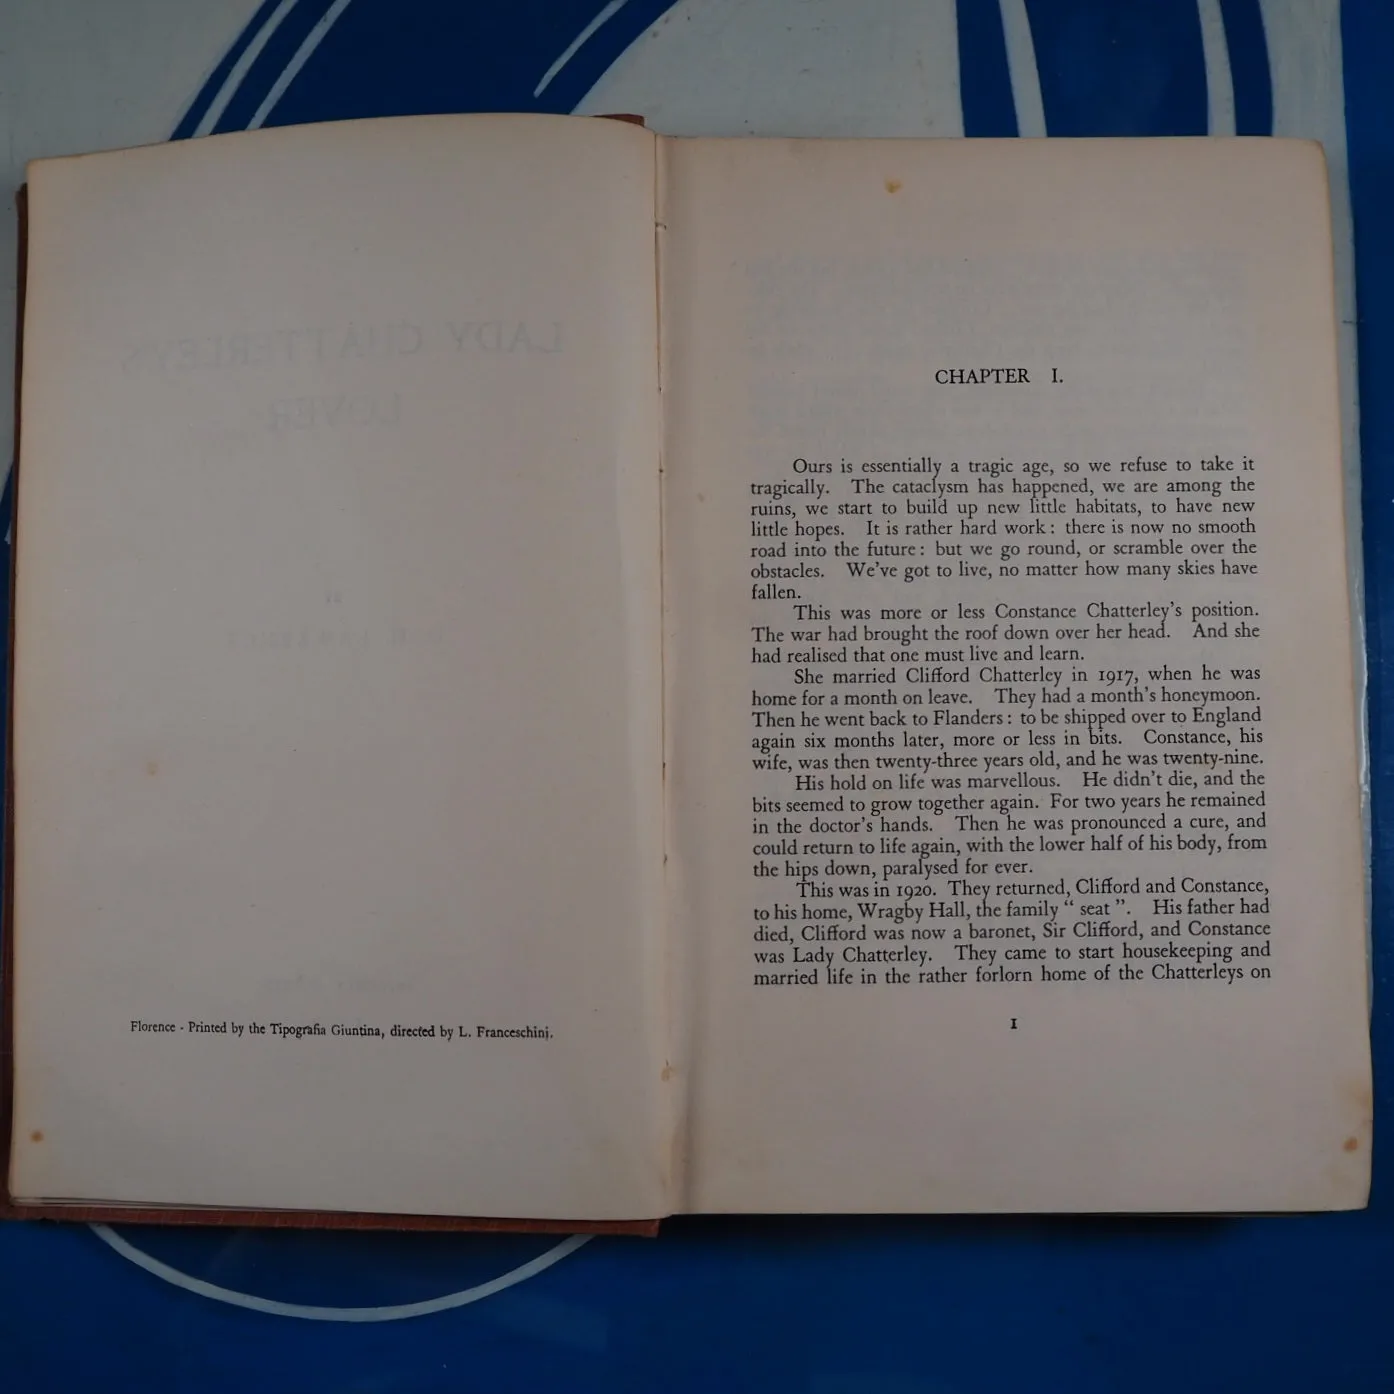 LADY CHATTERLEYS
LOVER
Florence - Printed by the Tipografia Giuntina, directed by L. Franceschini.
CHAPTER I.
Ours is essentially a tragic age, so we refuse to take it
tragically. The cataclysm has happened, we are among the
ruins, we start to build up new little habitats, to have new
little hopes. It is rather hard work : there is now no smooth
road into the future : but we go round, or scramble over the
obstacles. We've got to live, no matter how many skies have
fallen.
This was more or less Constance Chatterley's position.
The war had brought the roof down over her head. And she
had realised that one must live and learn.
She married Clifford Chatterley in 1917, when he was
home for a month on leave. They had a month's honeymoon.
Then he went back to Flanders : to be shipped over to England
again six months later, more or less in bits. Constance, his
wife, was then twenty-three years old, and he was twenty-nine.
His hold on life was marvellous. He didn't die, and the
bits seemed to grow together again. For two years he remained
in the doctor's hands. Then he was pronounced a cure, and
could return to life again, with the lower half of his body, from
the hips down, paralysed for ever.
This was in 1920. They returned, Clifford and Constance,
to his home, Wragby Hall, the family “ seat ”. His father had
died, Clifford was now a baronet, Sir Clifford, and Constance
was Lady Chatterley. They came to start housekeeping and
married life in the rather forlorn home of the Chatterleys on
1